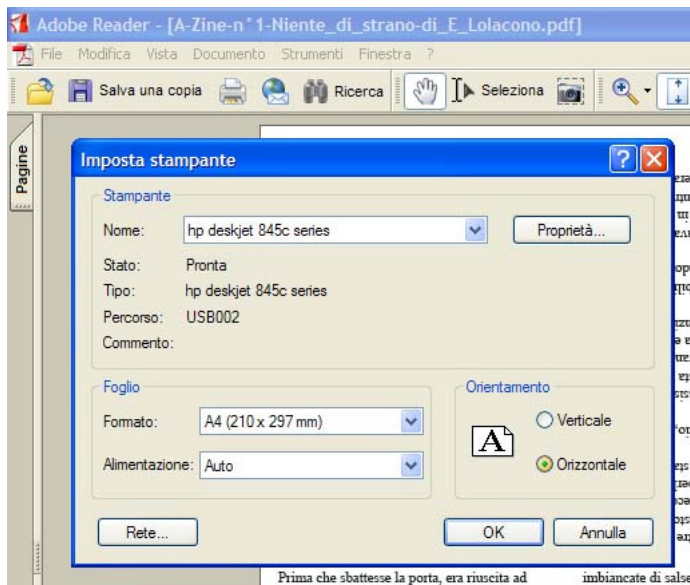 Adobe Reader - [A-Zine-n°1-Niente_di_strano-di_E_Lolacono.pdf]
File Modifica Vista Documento Strumenti Finestra ?
Salva una copia Ricerca Seleziona
Pagine
Imposta stampante
Stampante
Nome: hp deskjet 845c series Proprietà...
Stato: Pronta
Tipo: hp deskjet 845c series
Percorso: USB002
Commento:
Foglio
Formato: A4 (210 x 297 mm)
Alimentazione: Auto
Orientamento
A
Verticale
Orizzontale
Rete... OK Annulla
Prima che sbattesse la porta, era riuscita ad imbiancate di